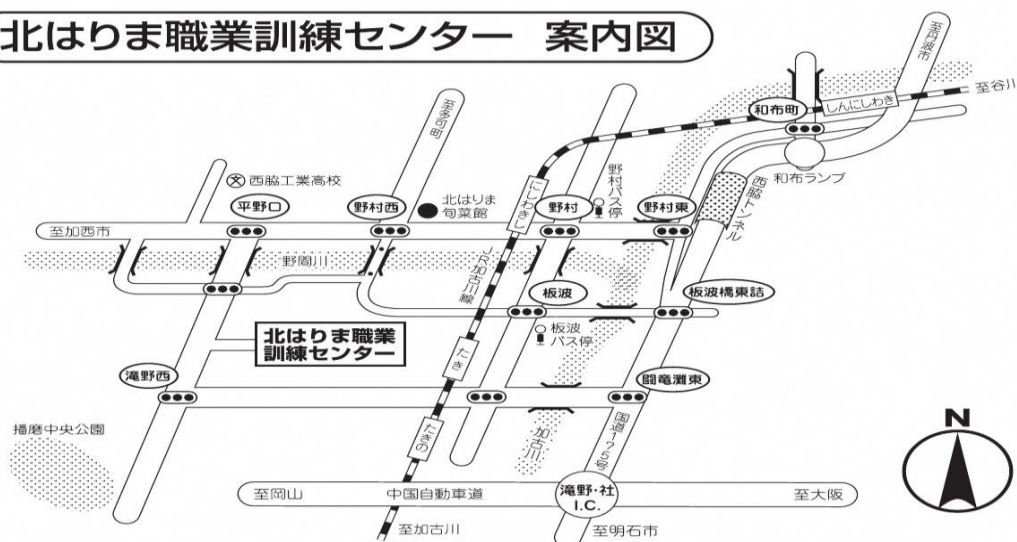 北はりま職業訓練センター 案内図
至丹波市
至谷川
しんにしわき
和布町
和布ランプ
至多可町
西脇工業高校
北はりま
旬菜館
にしわきし
野村バス停
西脇トンネル
平野口
野村西
野村
野村東
至加西市
野間川
JR加古川線
板波
板波橋東詰
板波
バス停
北はりま職業
訓練センター
たき
滝野西
闘竜灘東
播磨中央公園
たきの
加古川
国道175号
N
至岡山
中国自動車道
滝野・社
I.C.
至大阪
至加古川
至明石市